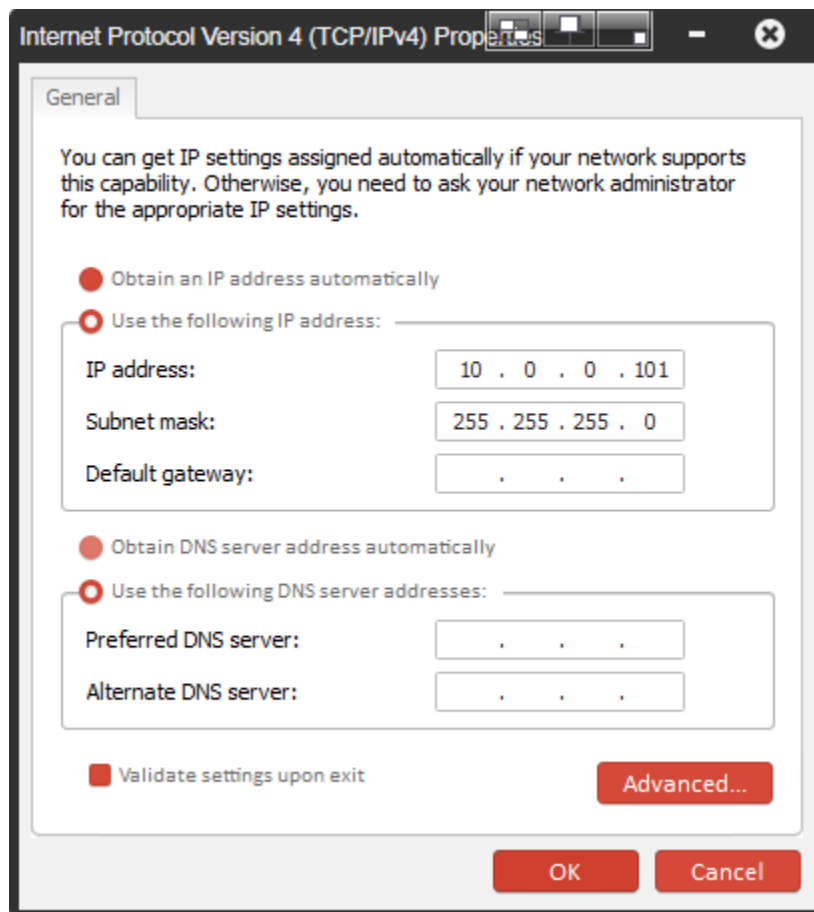 Internet Protocol Version 4 (TCP/IPv4) Properties
General
You can get IP settings assigned automatically if your network supports
this capability. Otherwise, you need to ask your network administrator
for the appropriate IP settings.
Obtain an IP address automatically
Use the following IP address:
IP address: 10 . 0 . 0 . 101
Subnet mask: 255 . 255 . 255 . 0
Default gateway: . . .
Obtain DNS server address automatically
Use the following DNS server addresses:
Preferred DNS server: . . .
Alternate DNS server: . . .
Validate settings upon exit
Advanced...
OK Cancel